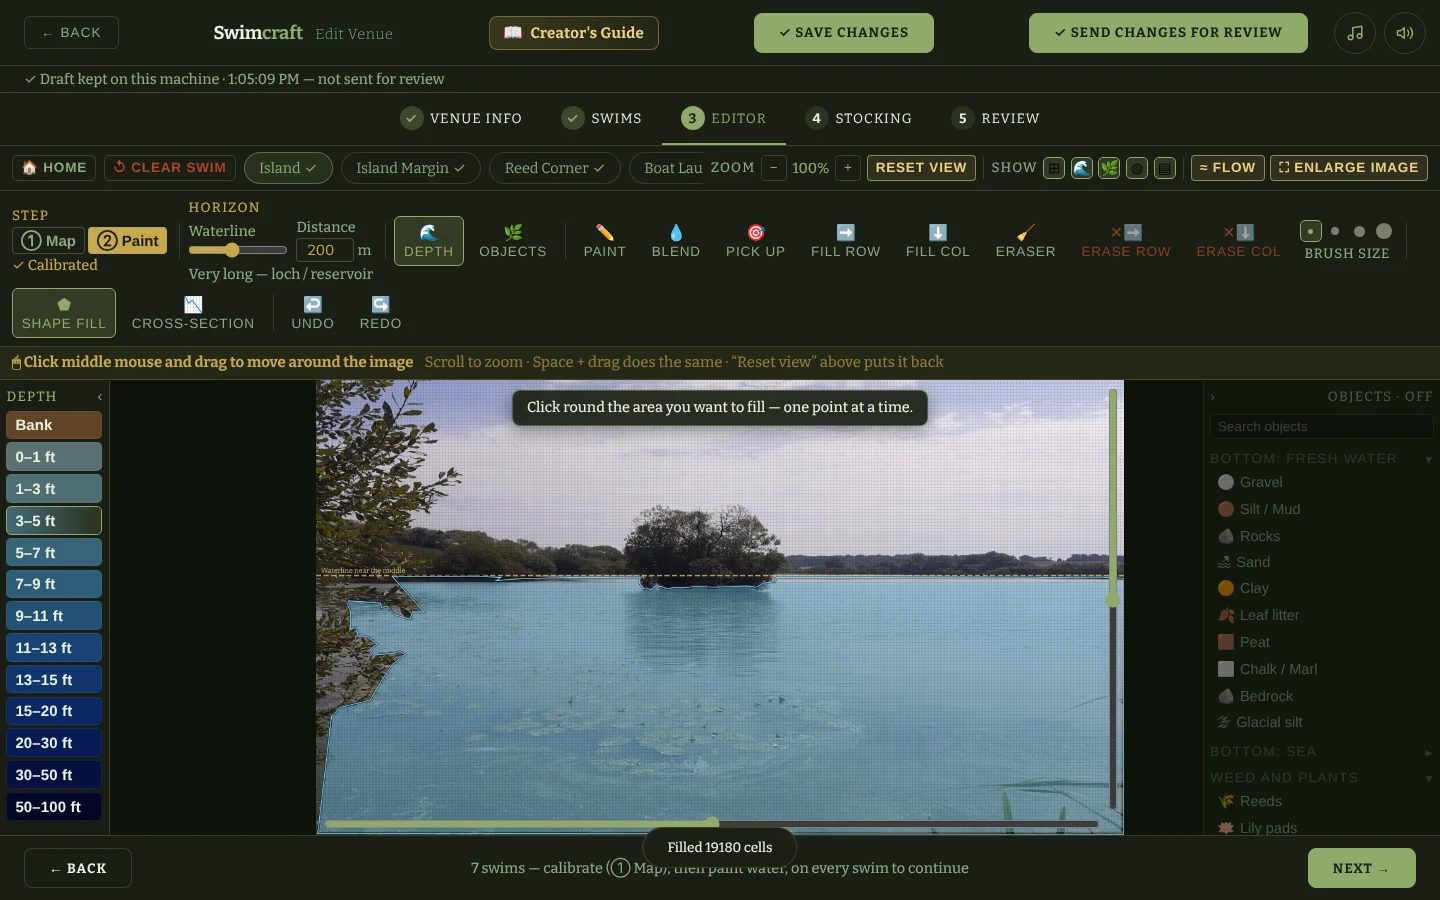 ← BACK
Swimcraft Edit Venue
📖 Creator's Guide
✓ SAVE CHANGES
✓ SEND CHANGES FOR REVIEW
✓ Draft kept on this machine · 1:05:09 PM — not sent for review
✓ VENUE INFO
✓ SWIMS
3 EDITOR
4 STOCKING
5 REVIEW
🏠 HOME
↺ CLEAR SWIM
Island ✓
Island Margin ✓
Reed Corner ✓
Boat Lau
ZOOM − 100% +
RESET VIEW
SHOW
≈ FLOW
⛶ ENLARGE IMAGE
STEP
① Map ② Paint
✓ Calibrated
HORIZON
Waterline
Distance
200 m
Very long — loch / reservoir
DEPTH
OBJECTS
PAINT
BLEND
PICK UP
FILL ROW
FILL COL
ERASER
ERASE ROW
ERASE COL
BRUSH SIZE
SHAPE FILL
CROSS-SECTION
UNDO
REDO
Click middle mouse and drag to move around the image Scroll to zoom · Space + drag does the same · “Reset view” above puts it back
DEPTH ‹
Bank
0–1 ft
1–3 ft
3–5 ft
5–7 ft
7–9 ft
9–11 ft
11–13 ft
13–15 ft
15–20 ft
20–30 ft
30–50 ft
50–100 ft
Click round the area you want to fill — one point at a time.
Waterline near the middle
› OBJECTS · OFF
Search objects
BOTTOM: FRESH WATER ▾
Gravel
Silt / Mud
Rocks
Sand
Clay
Leaf litter
Peat
Chalk / Marl
Bedrock
Glacial silt
BOTTOM: SEA ▸
WEED AND PLANTS ▾
Reeds
Lily pads
Filled 19180 cells
← BACK
7 swims — calibrate (① Map), then paint water, on every swim to continue
NEXT →